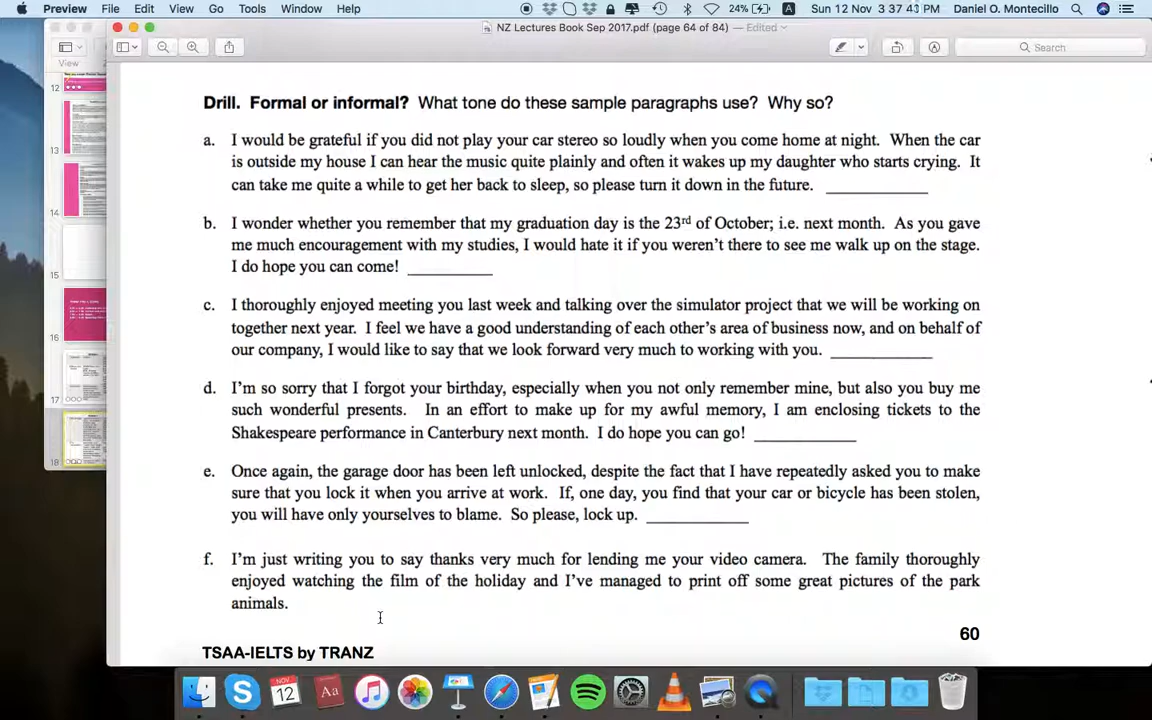 Preview File Edit View Go Tools Window Help 24% Sun 12 Nov 3 37 43 PM Daniel O. Montecillo
NZ Lectures Book Sep 2017.pdf (page 64 of 84) — Edited
View
Search
12
13
14
15
16
17
18
Drill. Formal or informal? What tone do these sample paragraphs use? Why so?
a. I would be grateful if you did not play your car stereo so loudly when you come home at night. When the car
is outside my house I can hear the music quite plainly and often it wakes up my daughter who starts crying. It
can take me quite a while to get her back to sleep, so please turn it down in the future. ____________
b. I wonder whether you remember that my graduation day is the 23rd of October; i.e. next month. As you gave
me much encouragement with my studies, I would hate it if you weren't there to see me walk up on the stage.
I do hope you can come! __________
c. I thoroughly enjoyed meeting you last week and talking over the simulator project that we will be working on
together next year. I feel we have a good understanding of each other's area of business now, and on behalf of
our company, I would like to say that we look forward very much to working with you. ____________
d. I'm so sorry that I forgot your birthday, especially when you not only remember mine, but also you buy me
such wonderful presents. In an effort to make up for my awful memory, I am enclosing tickets to the
Shakespeare performance in Canterbury next month. I do hope you can go! ____________
e. Once again, the garage door has been left unlocked, despite the fact that I have repeatedly asked you to make
sure that you lock it when you arrive at work. If, one day, you find that your car or bicycle has been stolen,
you will have only yourselves to blame. So please, lock up. ____________
f. I'm just writing you to say thanks very much for lending me your video camera. The family thoroughly
enjoyed watching the film of the holiday and I've managed to print off some great pictures of the park
animals.
60
TSAA-IELTS by TRANZ
NOV
12
Aa